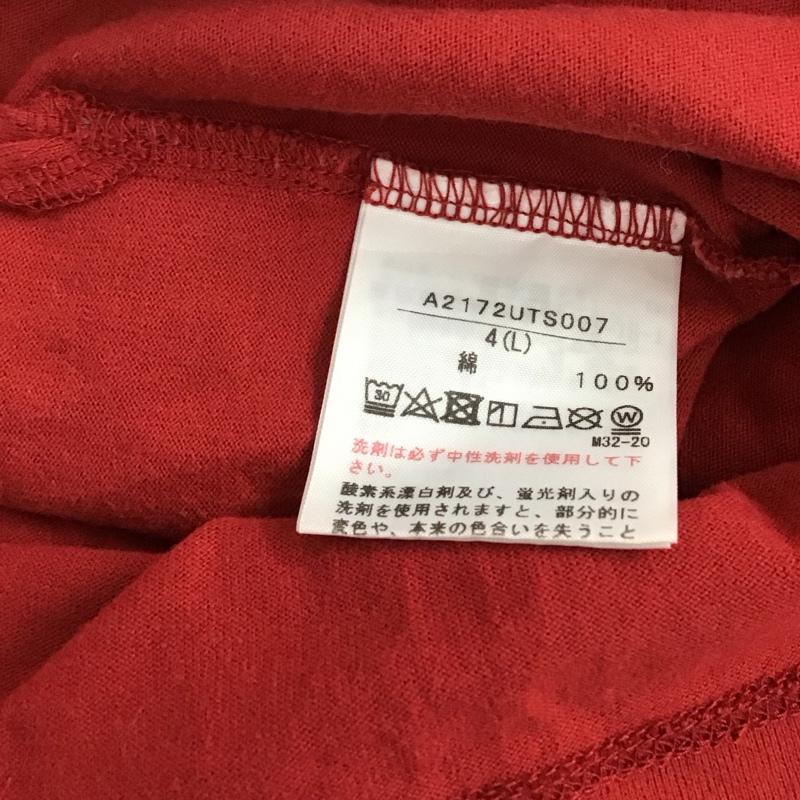 A2172UTS007
4(L)
綿
100%
30
W
M32-20
洗剤は必ず中性洗剤を使用して下
さい。
酸素系漂白剤及び、蛍光剤入りの
洗剤を使用されますと、部分的に
変色や、本来の色合いを失うこと